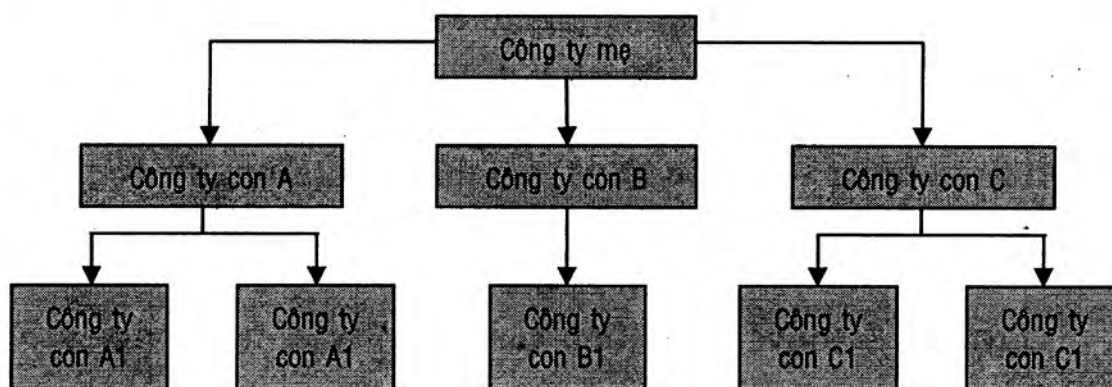 Công ty mẹ
Công ty con A
Công ty con B
Công ty con C
Công ty
con A1
Công ty
con A1
Công ty
con B1
Công ty
con C1
Công ty
con C1